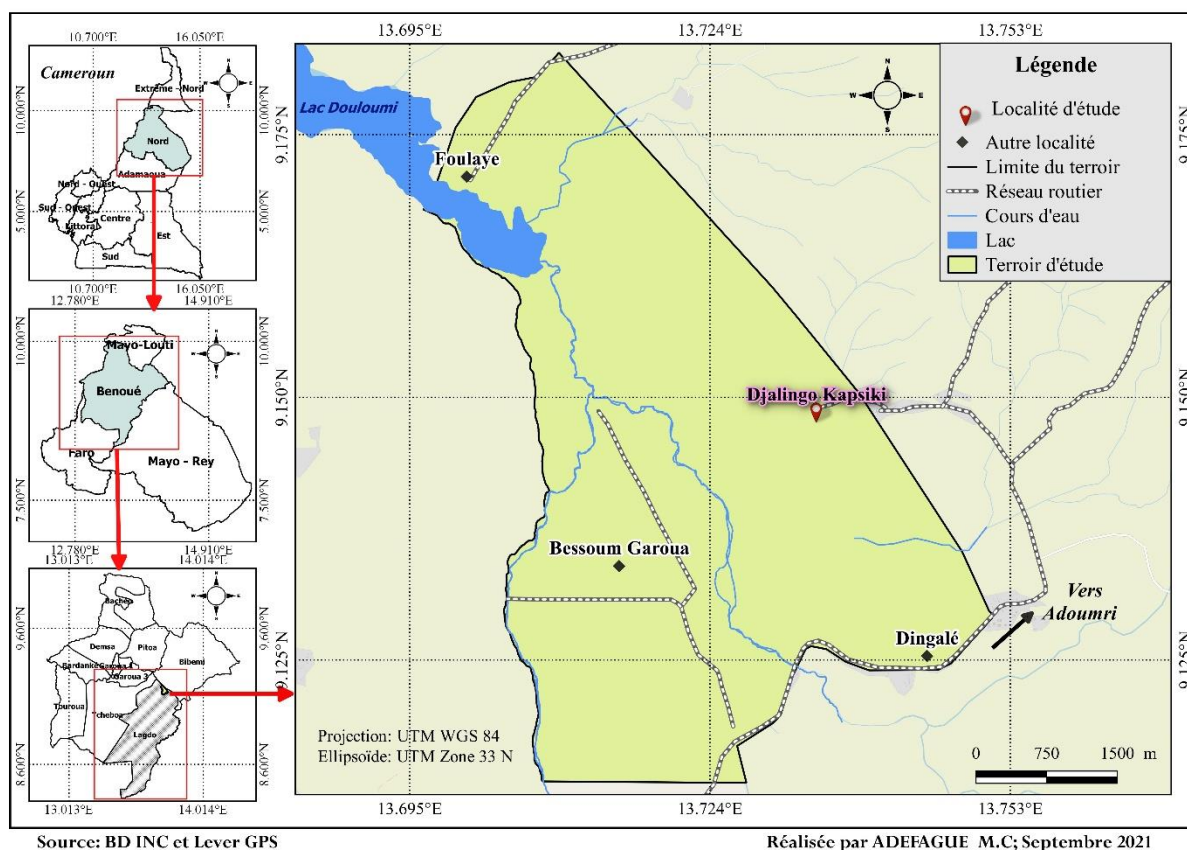 10.700°E 16.050°E
Cameroun
Extrême - Nord
10.000°N
10.000°N
Nord
Adamaoua
Nord - Ouest
Sud - Ouest
Centre
Littoral
Est
Sud
5.000°N
5.000°N
10.700°E 16.050°E
12.780°E 14.910°E
Mayo-Louti
10.000°N
10.000°N
Benoué
Faro
Mayo - Rey
7.500°N
7.500°N
12.780°E 14.910°E
13.013°E 14.014°E
Bachéo
9.600°N
9.600°N
Demsa
Pitoa
Bibemi
Garoua 3
Touroua
Lagdo
8.600°N
8.600°N
13.013°E 14.014°E
13.695°E 13.724°E 13.753°E
Lac Douloumi
9.175°N
9.175°N
Foulaye
9.150°N
9.150°N
Djalingo Kapsiki
Bessoum Garoua
Vers
Adoumri
Dingalé
9.125°N
9.125°N
Projection: UTM WGS 84
Ellipsoïde: UTM Zone 33 N
0 750 1500 m
13.695°E 13.724°E 13.753°E
N
W E
S
Légende
Localité d'étude
Autre localité
Limite du terroir
Réseau routier
Cours d'eau
Lac
Terroir d'étude
Source: BD INC et Lever GPS
Réalisée par ADEFAGUE M.C; Septembre 2021